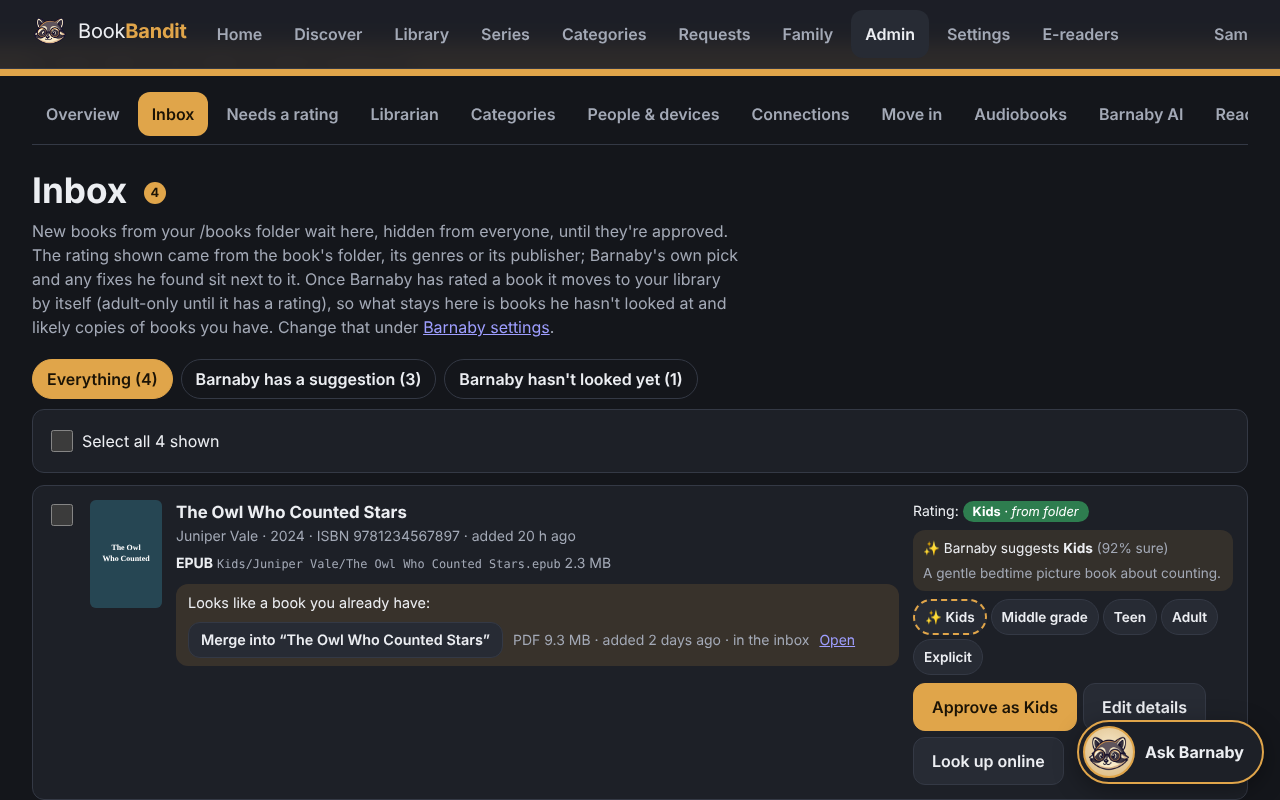 BookBandit Home Discover Library Series Categories Requests Family Admin Settings E-readers Sam
Overview Inbox Needs a rating Librarian Categories People & devices Connections Move in Audiobooks Barnaby AI
Inbox 4
New books from your /books folder wait here, hidden from everyone, until they're approved.
The rating shown came from the book's folder, its genres or its publisher; Barnaby's own pick
and any fixes he found sit next to it. Once Barnaby has rated a book it moves to your library
by itself (adult-only until it has a rating), so what stays here is books he hasn't looked at and
likely copies of books you have. Change that under Barnaby settings.
Everything (4) Barnaby has a suggestion (3) Barnaby hasn't looked yet (1)
Select all 4 shown
The Owl
Who Counted
The Owl Who Counted Stars
Juniper Vale · 2024 · ISBN 9781234567897 · added 20 h ago
EPUB Kids/Juniper Vale/The Owl Who Counted Stars.epub 2.3 MB
Looks like a book you already have:
Merge into “The Owl Who Counted Stars” PDF 9.3 MB · added 2 days ago · in the inbox Open
Rating: Kids · from folder
✨ Barnaby suggests Kids (92% sure)
A gentle bedtime picture book about counting.
✨ Kids Middle grade Teen Adult
Explicit
Approve as Kids Edit details
Look up online
Ask Barnaby